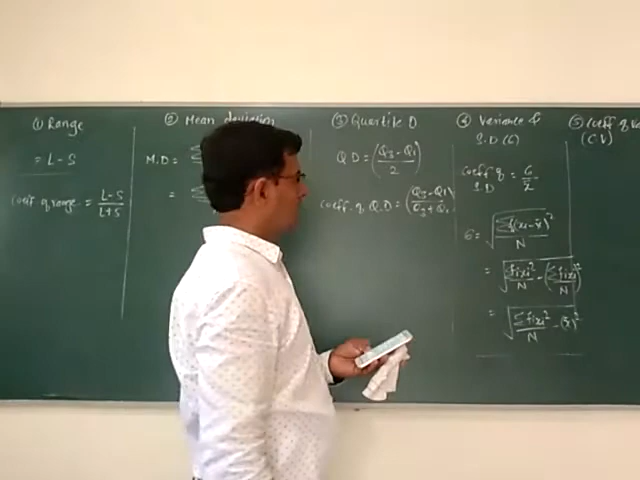 ① Range
= L - S
Coeff. of range = L-S / L+S
② Mean deviation
M.D =
=
③ Quartile D
Q D = (Q₃ - Q₁ / 2)
Coeff. of Q.D = (Q₃ - Q₁ / Q₃ + Q₁)
④ Variance &
S.D (σ)
Coeff of S.D = σ / x̄
σ = √ Σfi(xi - x̄)² / N
= √ Σfixi² / N - (Σfixi / N)²
= √ Σfixi² / N - (x̄)²
⑤ Coeff of
(C.V)